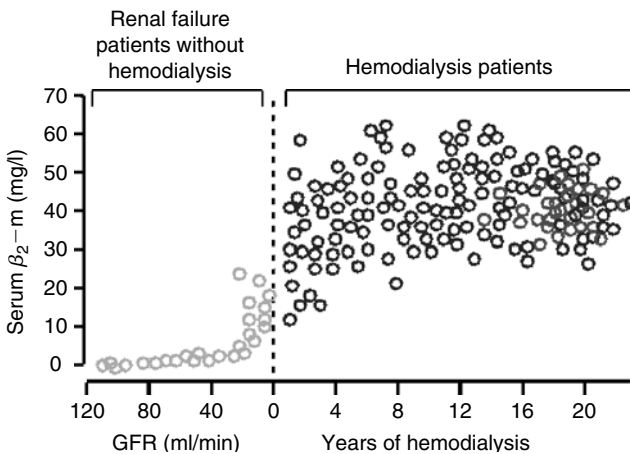 Renal failure
patients without
hemodialysis
Hemodialysis patients
Serum β₂−m (mg/l)
70
60
50
40
30
20
10
0
120 80 40 0 4 8 12 16 20
GFR (ml/min) Years of hemodialysis